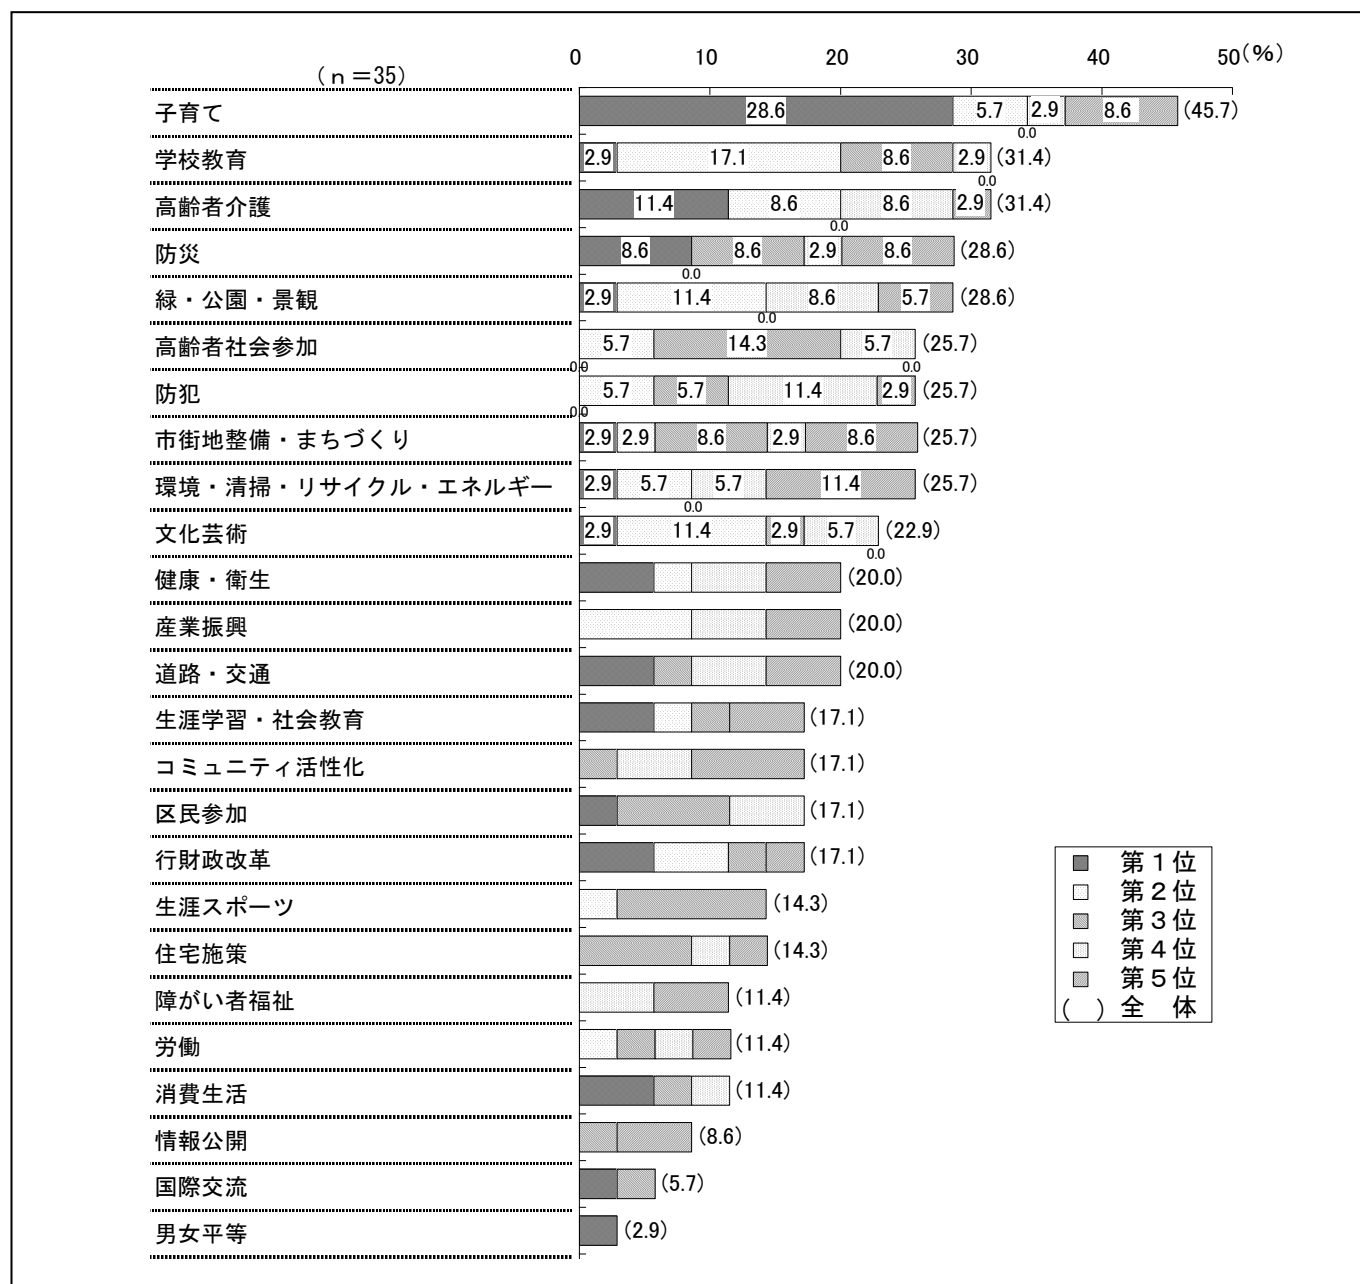 0 10 20 30 40 50(%)
(ｎ＝35)
子育て 28.6 5.7 2.9 8.6 (45.7)
0.0
学校教育 2.9 17.1 8.6 2.9 (31.4)
0.0
高齢者介護 11.4 8.6 8.6 2.9 (31.4)
0.0
防災 8.6 8.6 2.9 8.6 (28.6)
0.0
緑・公園・景観 2.9 11.4 8.6 5.7 (28.6)
0.0
高齢者社会参加 5.7 14.3 5.7 (25.7)
0.0 0.0
防犯 5.7 5.7 11.4 2.9 (25.7)
0.0
市街地整備・まちづくり 2.9 2.9 8.6 2.9 8.6 (25.7)
環境・清掃・リサイクル・エネルギー 2.9 5.7 5.7 11.4 (25.7)
0.0
文化芸術 2.9 11.4 2.9 5.7 (22.9)
0.0
健康・衛生 (20.0)
産業振興 (20.0)
道路・交通 (20.0)
生涯学習・社会教育 (17.1)
コミュニティ活性化 (17.1)
区民参加 (17.1)
行財政改革 (17.1)
生涯スポーツ (14.3)
住宅施策 (14.3)
障がい者福祉 (11.4)
労働 (11.4)
消費生活 (11.4)
情報公開 (8.6)
国際交流 (5.7)
男女平等 (2.9)
第１位
第２位
第３位
第４位
第５位
(　) 全　体